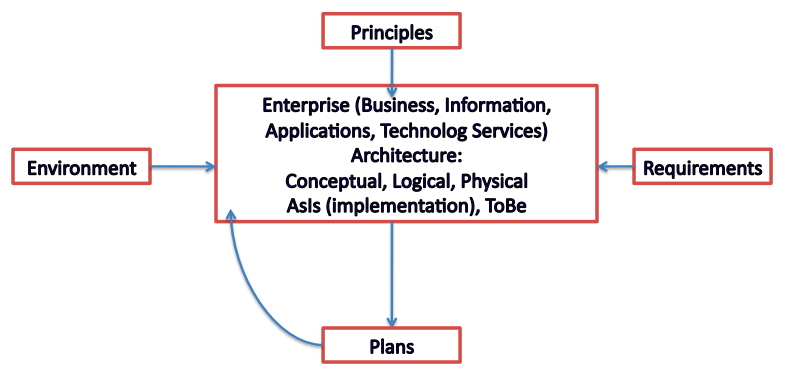 Principles
Enterprise (Business, Information,
Applications, Technolog Services)
Architecture:
Conceptual, Logical, Physical
AsIs (implementation), ToBe
Environment
Requirements
Plans